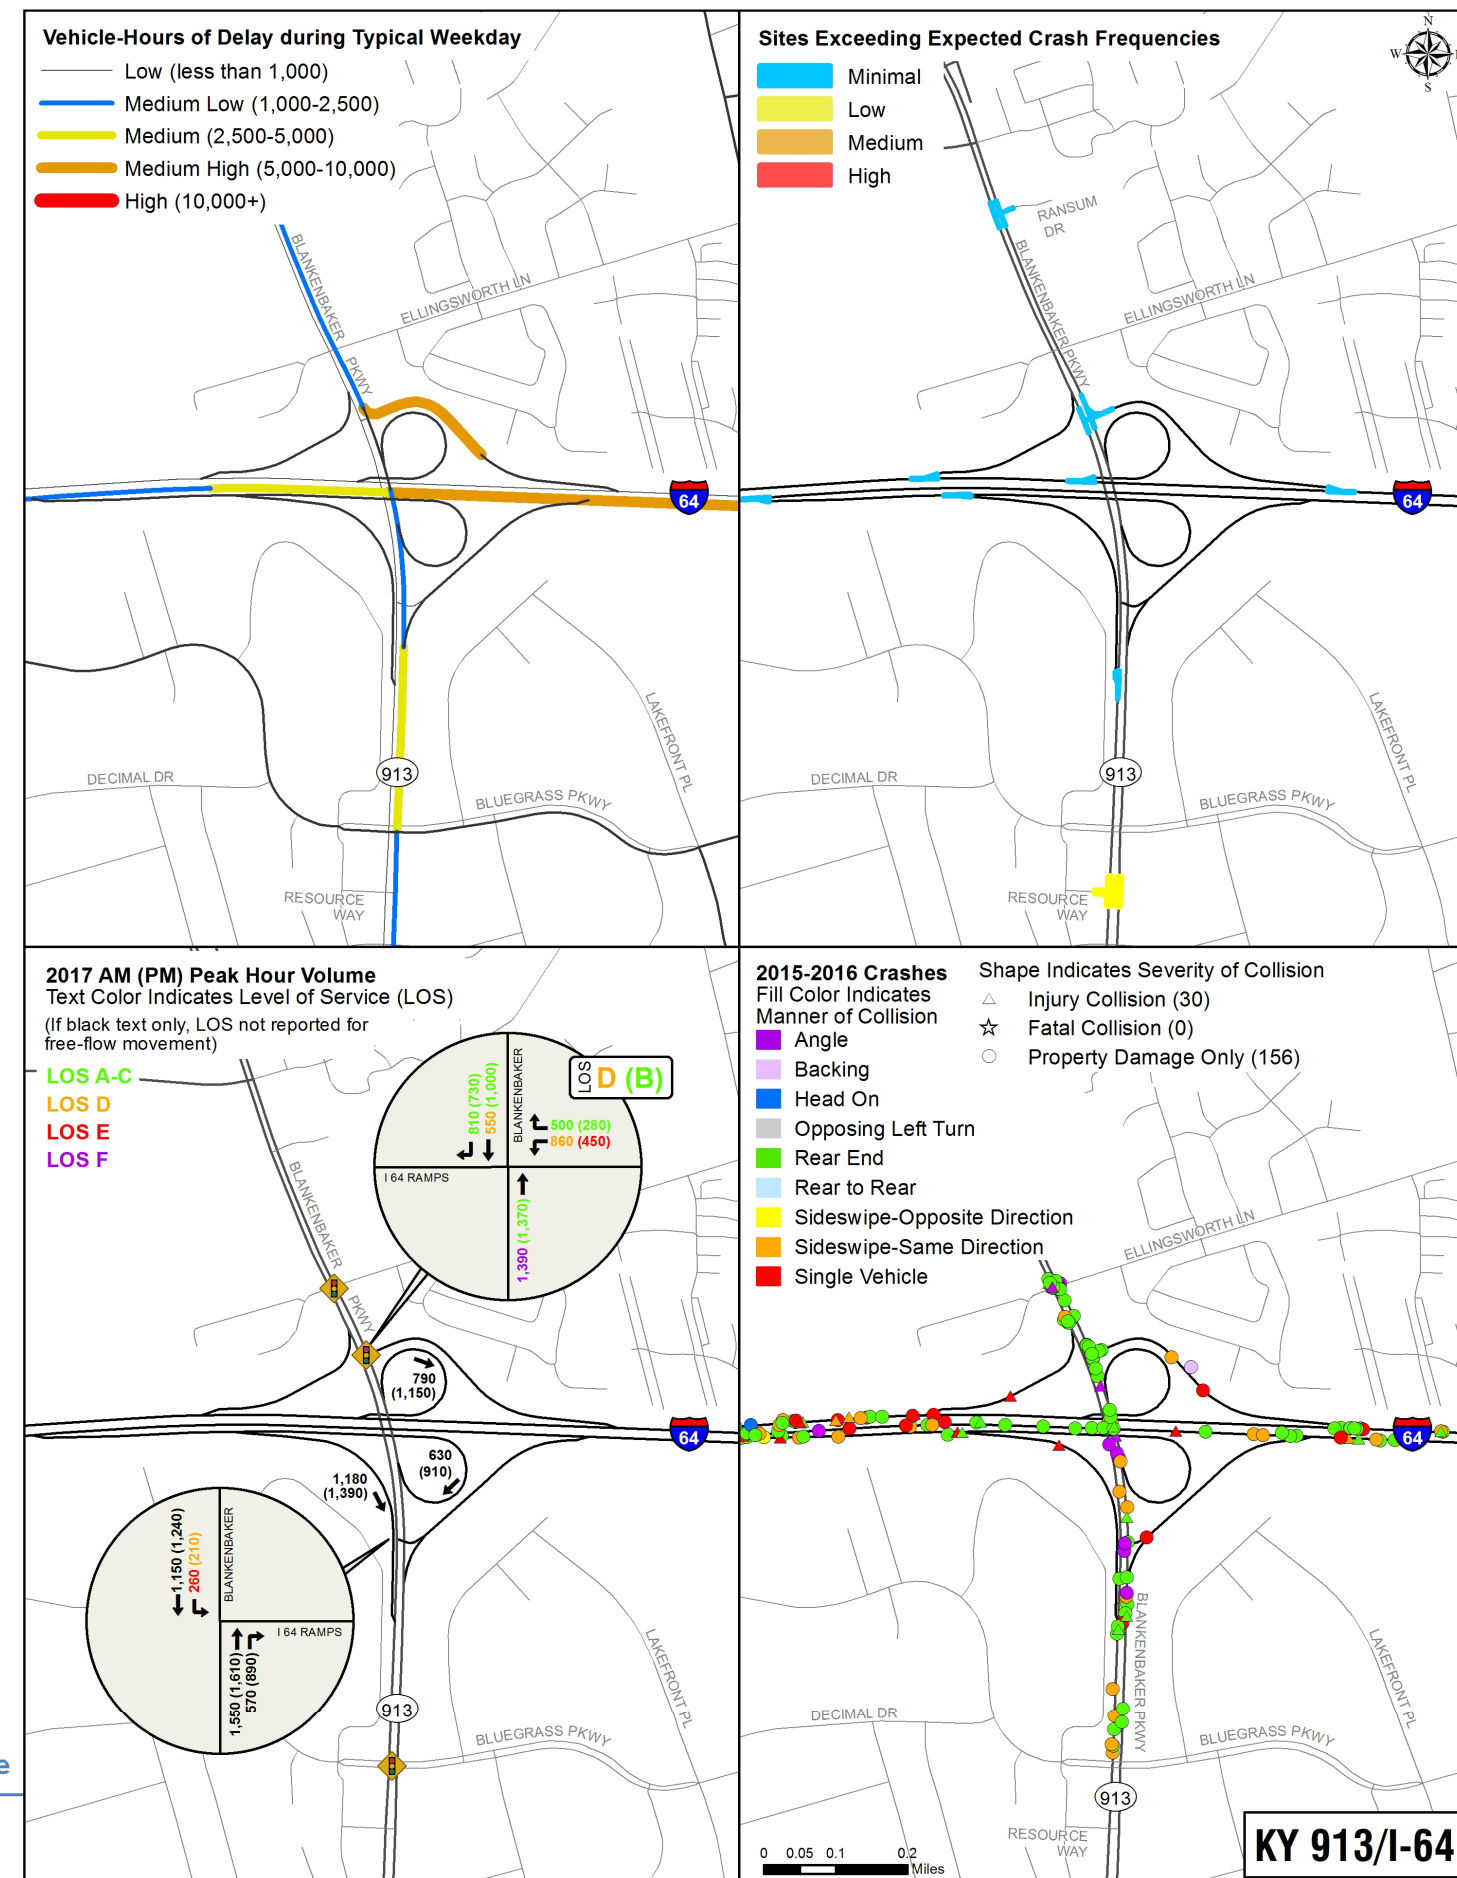 Vehicle-Hours of Delay during Typical Weekday
Low (less than 1,000)
Medium Low (1,000-2,500)
Medium (2,500-5,000)
Medium High (5,000-10,000)
High (10,000+)
BLANKENBAKER
PKWY
ELLINGSWORTH LN
64
LAKEFRONT PL
913
DECIMAL DR
BLUEGRASS PKWY
RESOURCE
WAY
Sites Exceeding Expected Crash Frequencies
Minimal
Low
Medium
High
N
W
S
RANSUM
DR
BLANKENBAKER PKWY
ELLINGSWORTH LN
64
LAKEFRONT PL
913
DECIMAL DR
BLUEGRASS PKWY
RESOURCE
WAY
2017 AM (PM) Peak Hour Volume
Text Color Indicates Level of Service (LOS)
(If black text only, LOS not reported for
free-flow movement)
LOS A-C
LOS D
LOS E
LOS F
LOS D (B)
810 (730)
550 (1,000)
BLANKENBAKER
500 (280)
860 (450)
I 64 RAMPS
1,390 (1,370)
BLANKENBAKER
PKWY
790
(1,150)
64
630
(910)
1,180
(1,390)
1,150 (1,240)
260 (210)
BLANKENBAKER
I 64 RAMPS
1,550 (1,610)
570 (890)
LAKEFRONT PL
913
BLUEGRASS PKWY
e
2015-2016 Crashes
Fill Color Indicates
Manner of Collision
Angle
Backing
Head On
Opposing Left Turn
Rear End
Rear to Rear
Sideswipe-Opposite Direction
Sideswipe-Same Direction
Single Vehicle
Shape Indicates Severity of Collision
Injury Collision (30)
Fatal Collision (0)
Property Damage Only (156)
ELLINGSWORTH LN
64
BLANKENBAKER PKWY
LAKEFRONT PL
DECIMAL DR
BLUEGRASS PKWY
913
RESOURCE
WAY
0 0.05 0.1 0.2
Miles
KY 913/I-64